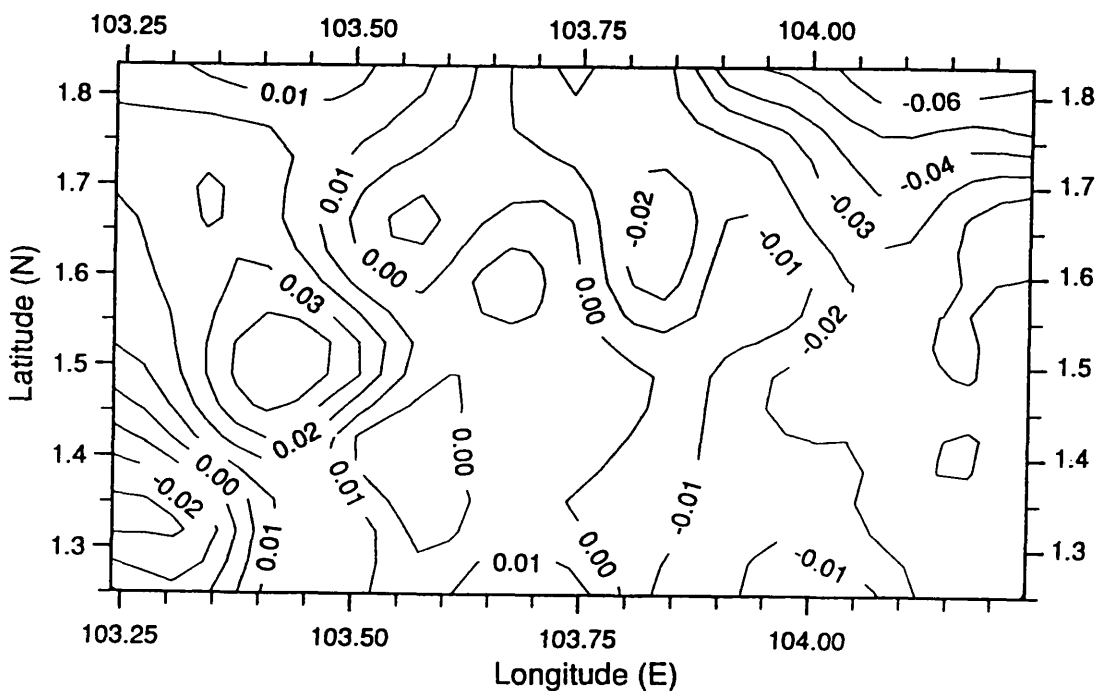 103.25 103.50 103.75 104.00
1.8 0.01 -0.06 1.8
1.7 0.01 -0.02 -0.04 1.7
-0.03
0.00 -0.01
1.6 0.03 0.00 1.6
-0.02
1.5 1.5
1.4 0.02 0.00 1.4
0.00 0.01
-0.02 -0.01
1.3 0.01 0.01 0.00 -0.01 1.3
103.25 103.50 103.75 104.00
Latitude (N)
Longitude (E)